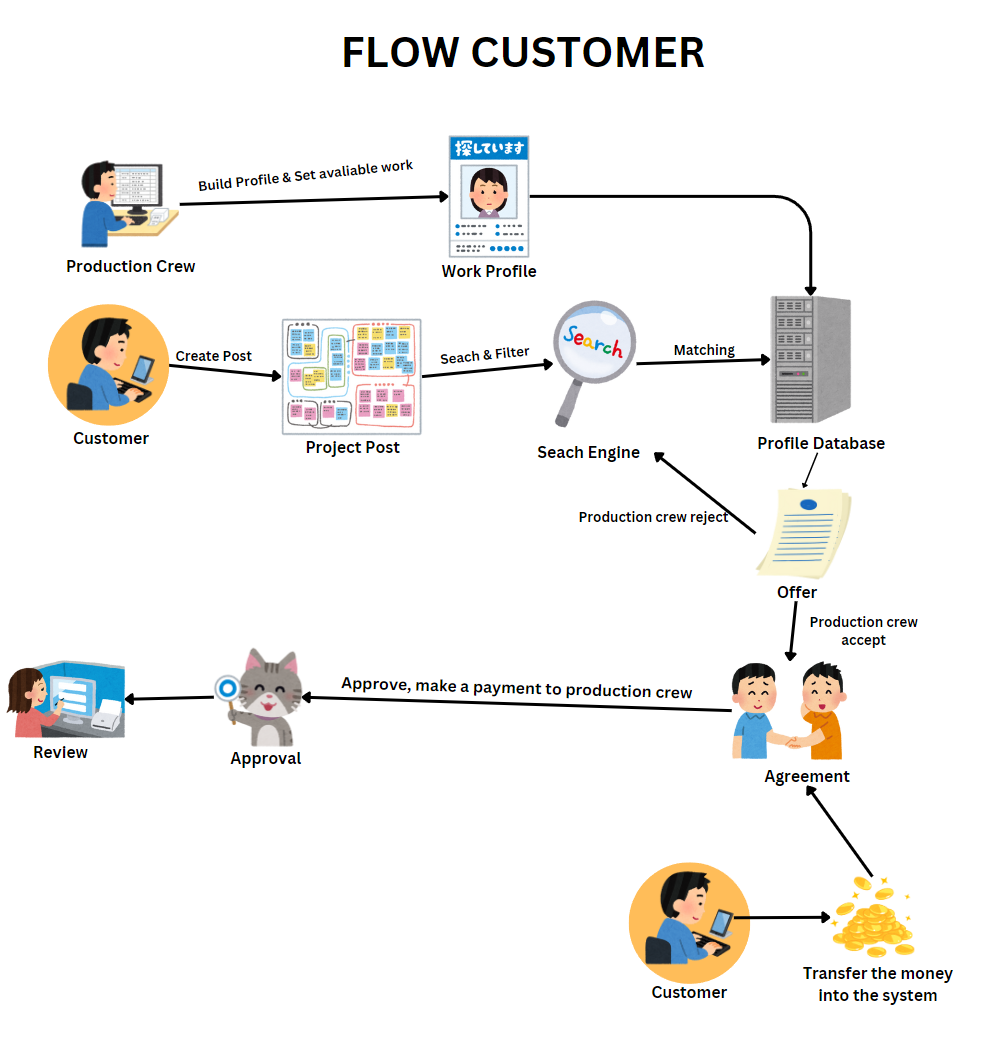 FLOW CUSTOMER
Build Profile & Set avaliable work
探しています
Production Crew
Work Profile
Create Post
Seach & Filter
Search
Matching
Customer
Project Post
Seach Engine
Profile Database
Production crew reject
Offer
Production crew
accept
Approve, make a payment to production crew
Review
Approval
Agreement
Customer
Transfer the money
into the system